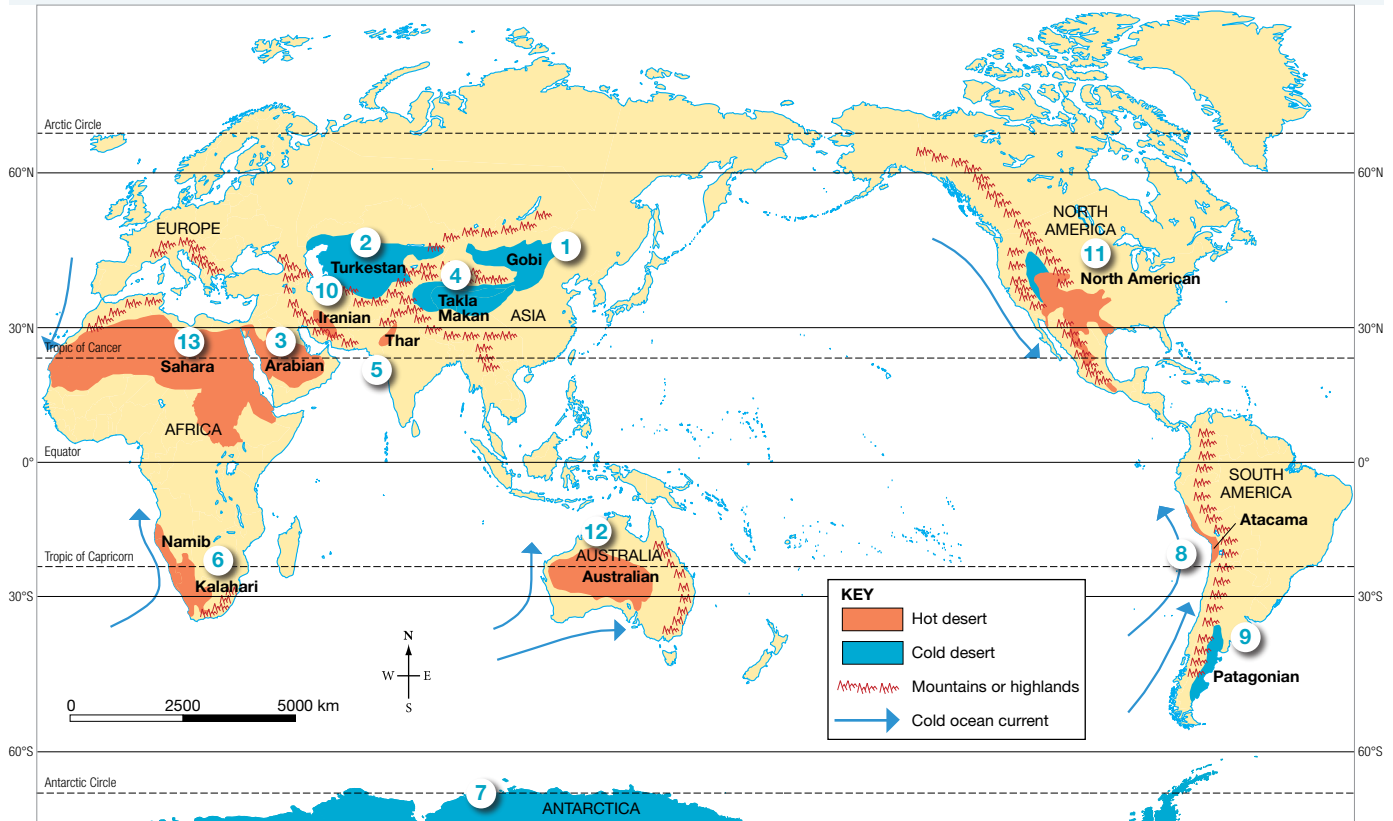 Arctic Circle
60°N
60°N
EUROPE
NORTH
AMERICA
2
1
11
Turkestan
Gobi
4
North American
10
Takla
Makan
ASIA
Iranian
30°N
30°N
13
3
Thar
Tropic of Cancer
Sahara
Arabian
5
AFRICA
Equator
0°
0°
SOUTH
AMERICA
Atacama
12
Namib
Tropic of Capricorn
6
AUSTRALIA
8
Kalahari
Australian
30°S
30°S
KEY
Hot desert
Cold desert
Mountains or highlands
Cold ocean current
9
Patagonian
N
W E
S
0 2500 5000 km
60°S
60°S
Antarctic Circle
7
ANTARCTICA